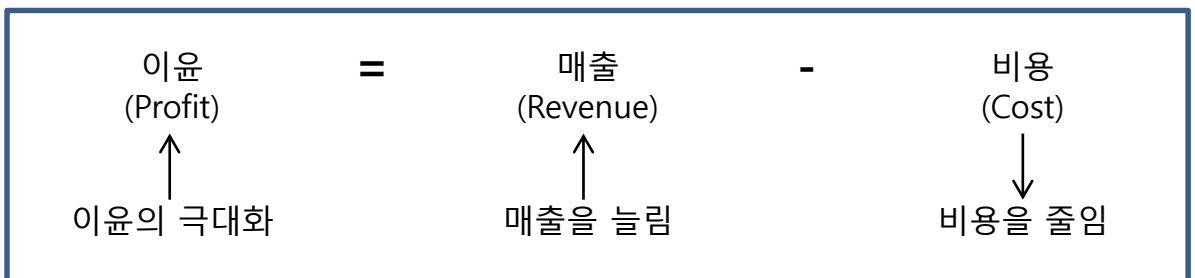 이윤 = 매출 - 비용
(Profit) (Revenue) (Cost)
이윤의 극대화 매출을 늘림 비용을 줄임